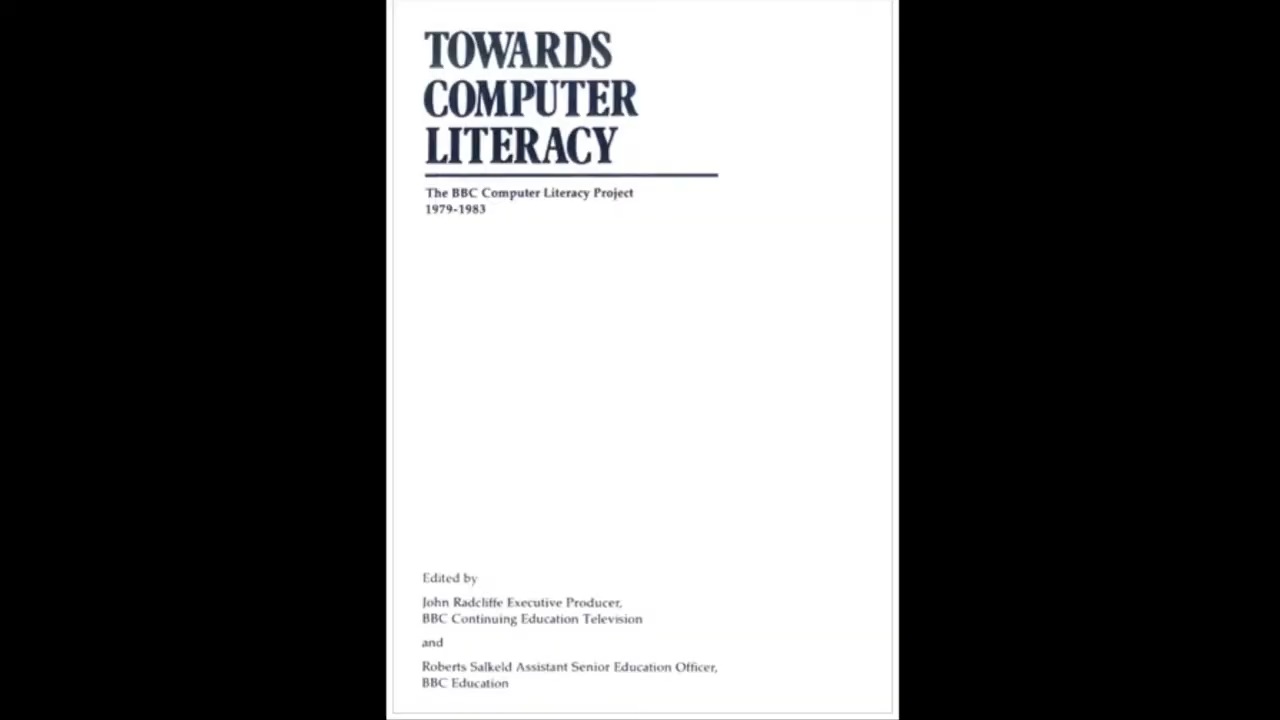 TOWARDS
COMPUTER
LITERACY
The BBC Computer Literacy Project
1979-1983
Edited by
John Radcliffe Executive Producer,
BBC Continuing Education Television
and
Roberts Salkeld Assistant Senior Education Officer,
BBC Education